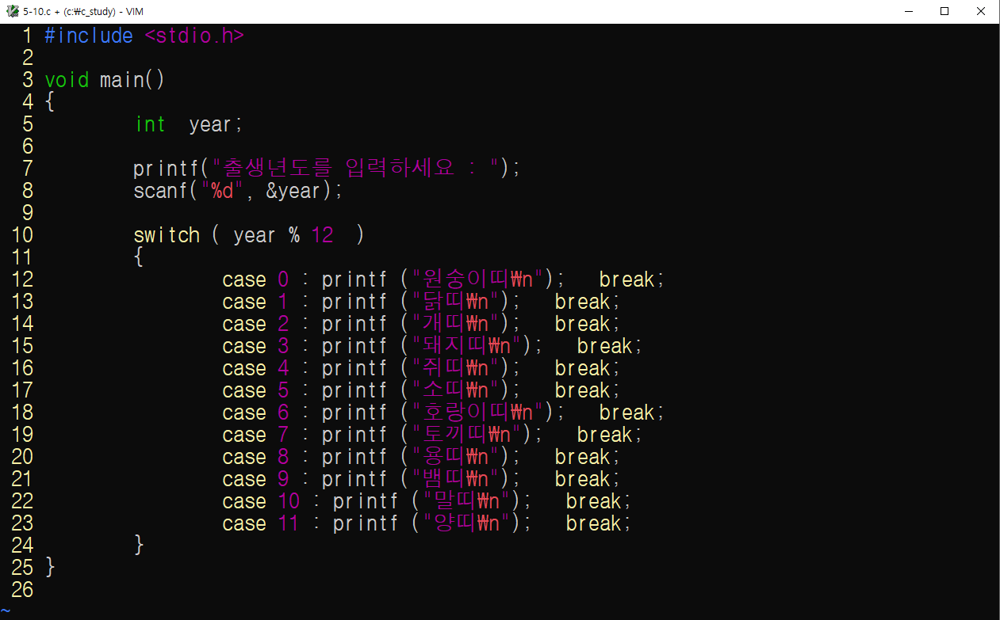 5-10.c + (c:₩c_study) - VIM
1 #include <stdio.h>
2
3 void main()
4 {
5 int year;
6
7 printf("출생년도를 입력하세요 : ");
8 scanf("%d", &year);
9
10 switch ( year % 12 )
11 {
12 case 0 : printf ("원숭이띠₩n"); break;
13 case 1 : printf ("닭띠₩n"); break;
14 case 2 : printf ("개띠₩n"); break;
15 case 3 : printf ("돼지띠₩n"); break;
16 case 4 : printf ("쥐띠₩n"); break;
17 case 5 : printf ("소띠₩n"); break;
18 case 6 : printf ("호랑이띠₩n"); break;
19 case 7 : printf ("토끼띠₩n"); break;
20 case 8 : printf ("용띠₩n"); break;
21 case 9 : printf ("뱀띠₩n"); break;
22 case 10 : printf ("말띠₩n"); break;
23 case 11 : printf ("양띠₩n"); break;
24 }
25 }
26
~